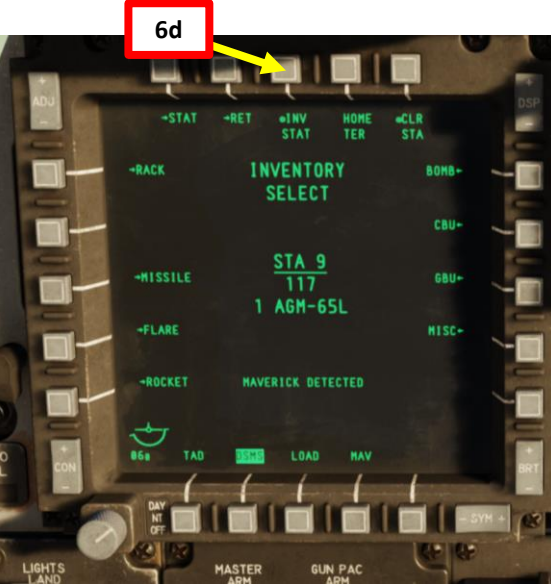 6d
ADJ
DSP
→STAT →RET ●INV HOME ●CLR
STAT TER STA
→RACK
INVENTORY
SELECT
BOMB←
CBU←
STA 9
117
1 AGM-65L
→MISSILE
GBU←
→FLARE
MISC←
→ROCKET
MAVERICK DETECTED
06a
TAD DSMS LOAD MAV
CON
BRT
DAY
NT
OFF
- SYM +
LIGHTS
LAND
MASTER
ARM
GUN PAC
ARM